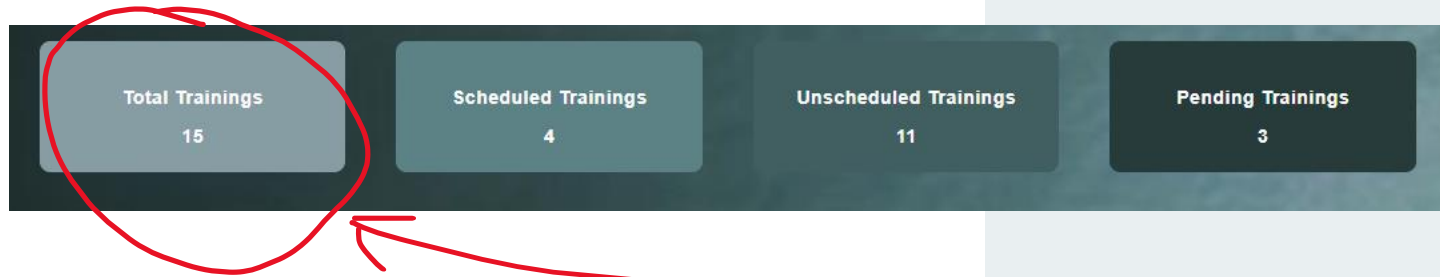 Total Trainings
15
Scheduled Trainings
4
Unscheduled Trainings
11
Pending Trainings
3